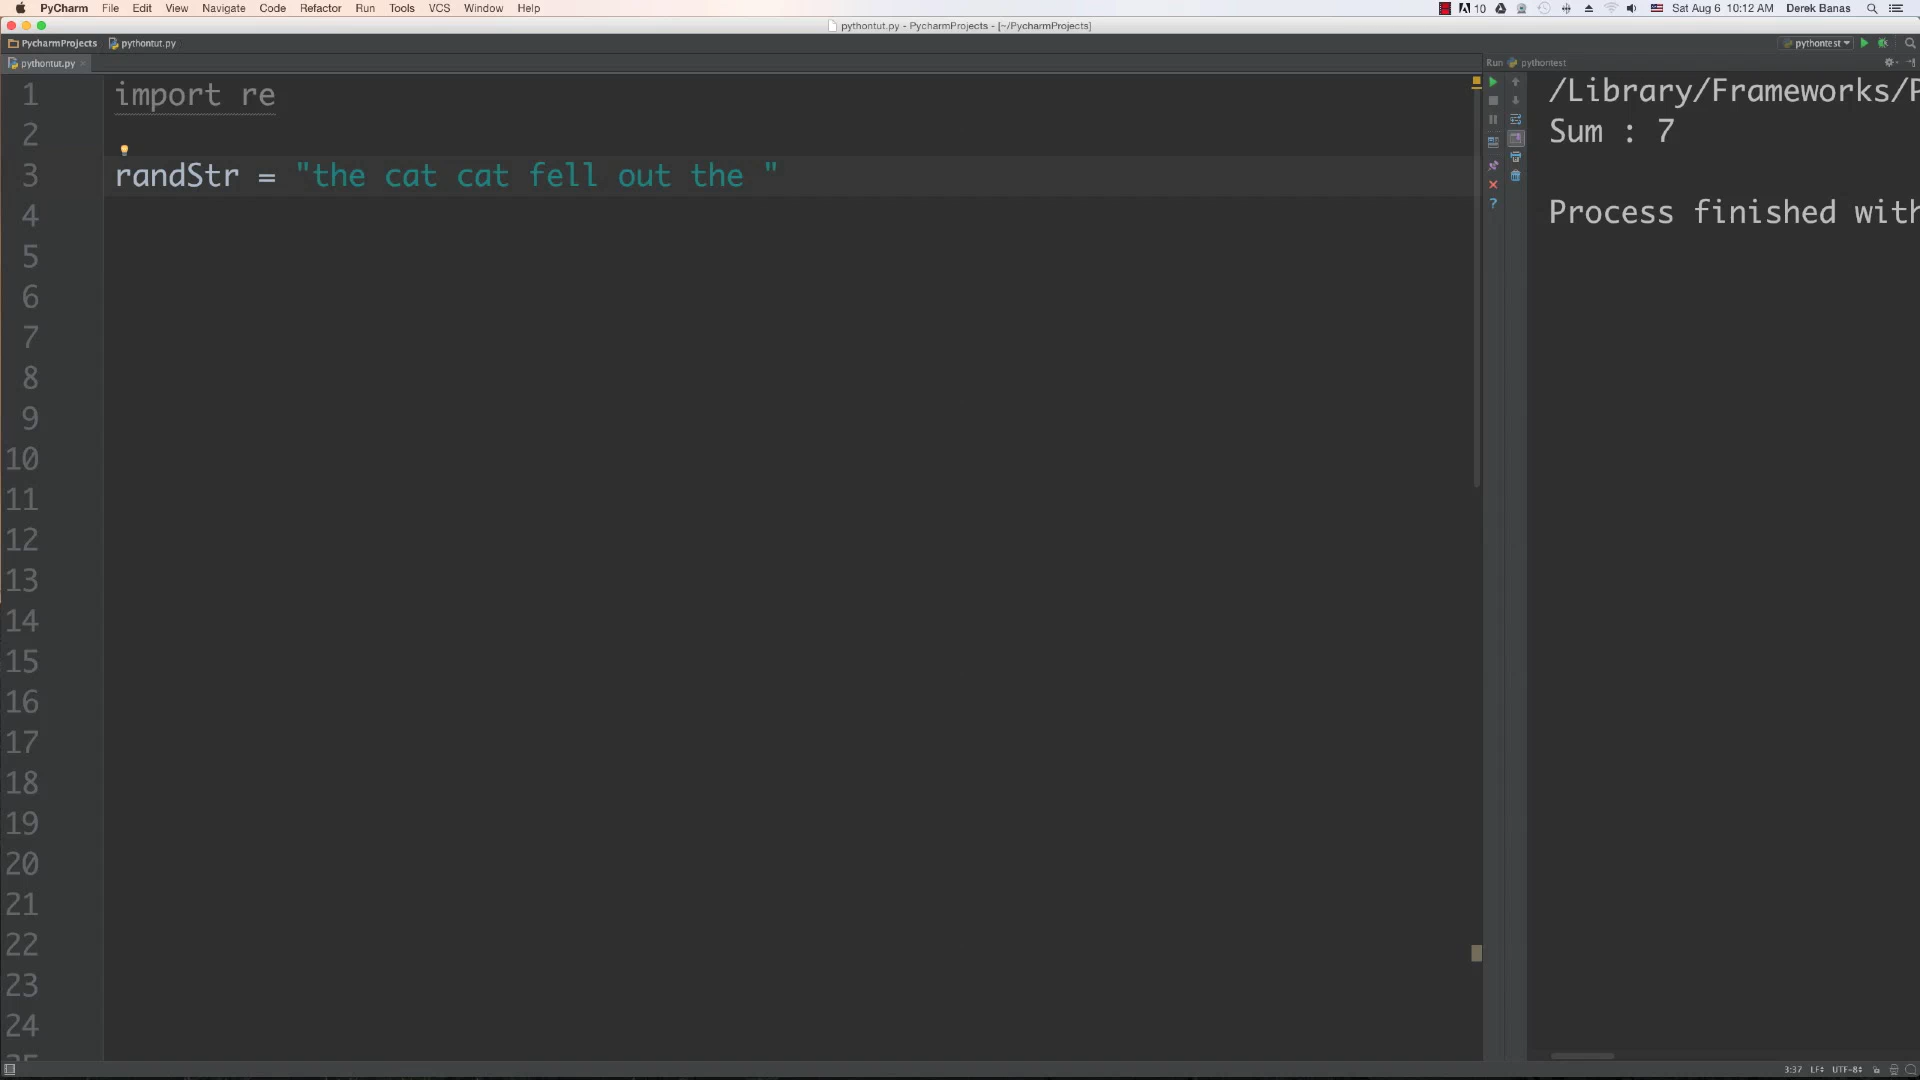 PyCharm File Edit View Navigate Code Refactor Run Tools VCS Window Help 10 Sat Aug 6 10:12 AM Derek Banas
pythontut.py - PycharmProjects - [~/PycharmProjects]
PycharmProjects pythontut.py pythontest
pythontut.py Run pythontest
1 import re
2
3 randStr = "the cat cat fell out the "
4
5
6
7
8
9
10
11
12
13
14
15
16
17
18
19
20
21
22
23
24
/Library/Frameworks/P
Sum : 7
Process finished with
?
3:37 LF UTF-8